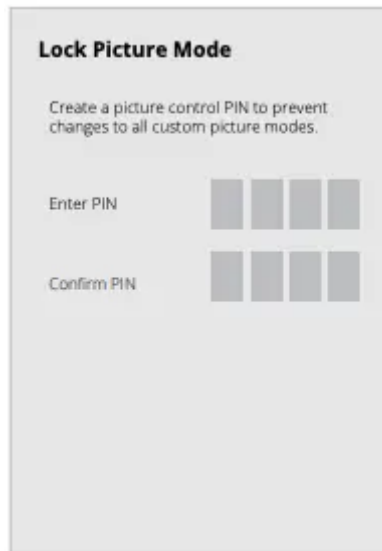 Lock Picture Mode
Create a picture control PIN to prevent
changes to all custom picture modes.
Enter PIN
Confirm PIN